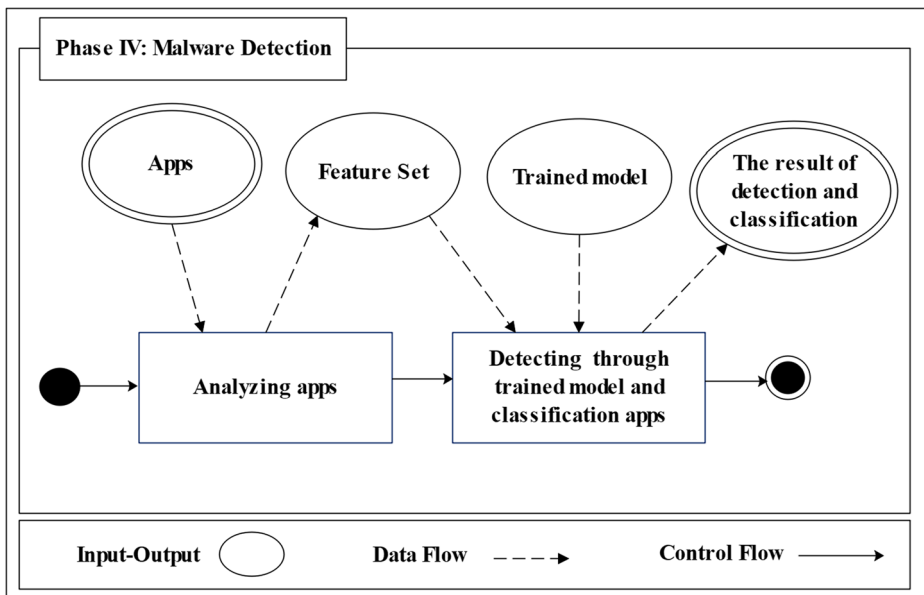 Phase IV: Malware Detection
Apps
Feature Set
Trained model
The result of
detection and
classification
Analyzing apps
Detecting through
trained model and
classification apps
Input-Output
Data Flow
Control Flow